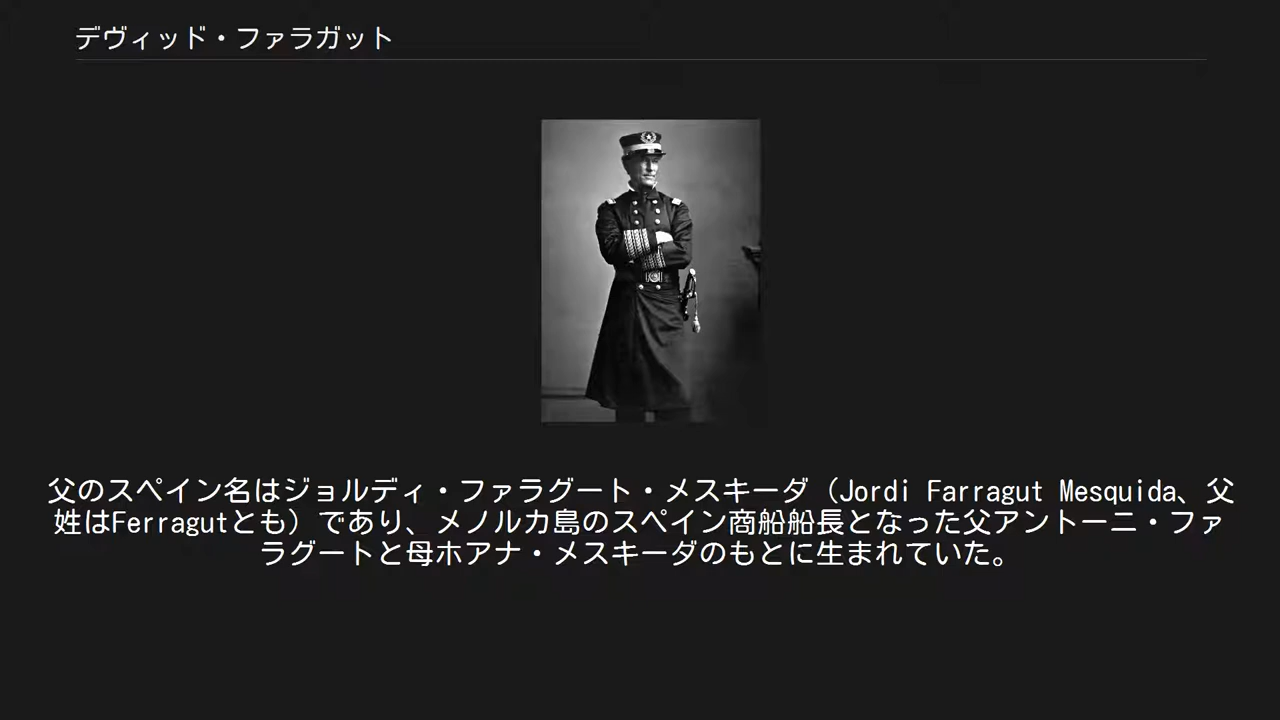 デヴィッド・ファラガット
父のスペイン名はジョルディ・ファラグート・メスキーダ（Jordi Farragut Mesquida、父
姓はFerragutとも）であり、メノルカ島のスペイン商船船長となった父アントーニ・ファ
ラグートと母ホアナ・メスキーダのもとに生まれていた。